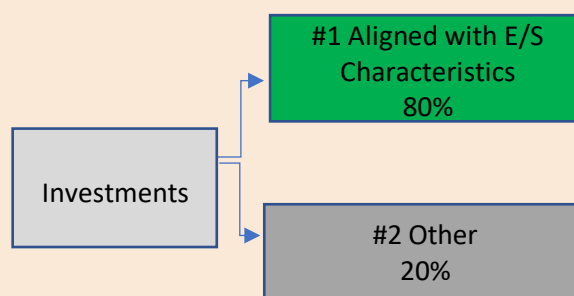 #1 Aligned with E/S
Characteristics
80%
Investments
#2 Other
20%